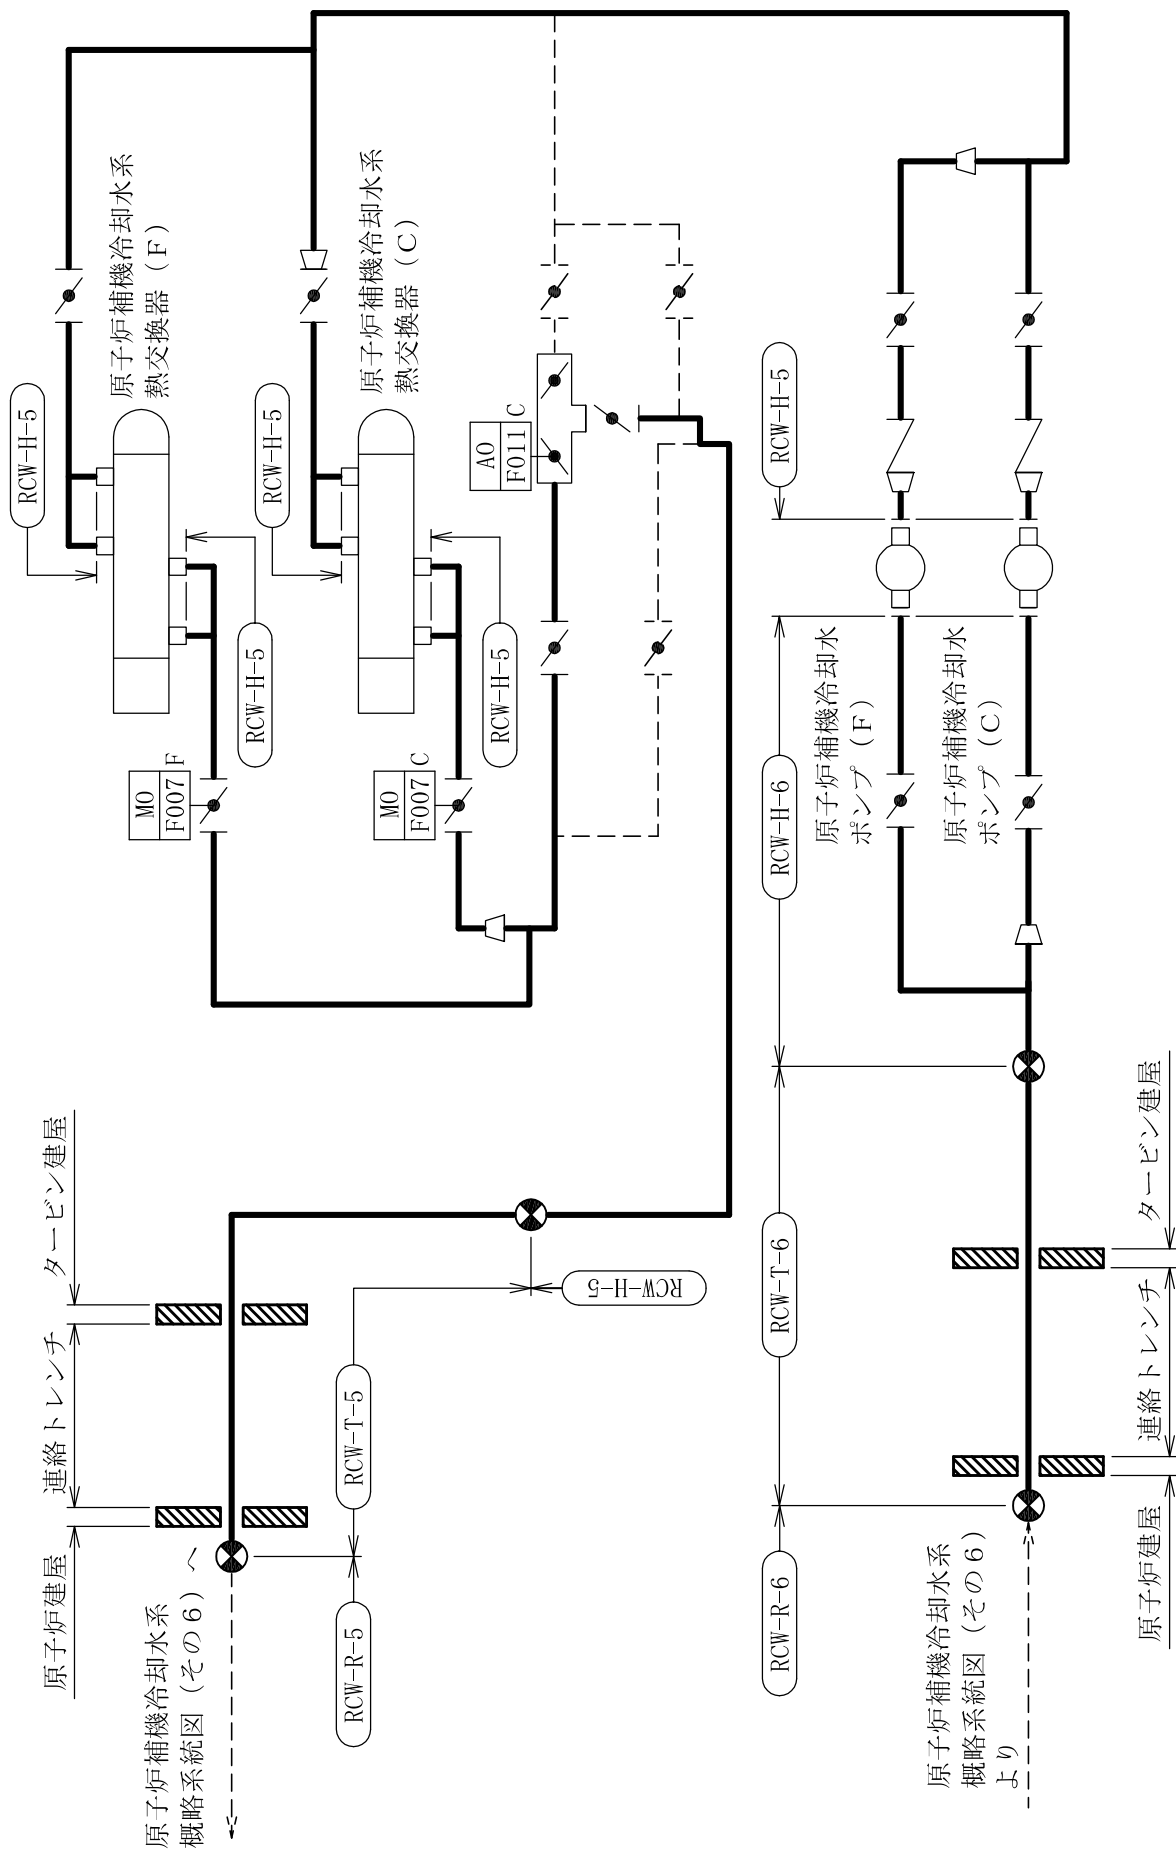 RCW-H-5
原子炉補機冷却水系
熱交換器（F）
RCW-H-5
MO
F007
F
RCW-H-5
原子炉補機冷却水系
熱交換器（C）
RCW-H-5
MO
F007
C
AO
F011
C
原子炉建屋
連絡トレンチ
タービン建屋
原子炉補機冷却水系
概略系統図（その６）へ
RCW-R-5
RCW-T-5
RCW-H-5
RCW-R-6
RCW-T-6
RCW-H-6
RCW-H-5
原子炉補機冷却水
ポンプ（F）
原子炉補機冷却水
ポンプ（C）
原子炉補機冷却水系
概略系統図（その６）
より
原子炉建屋
連絡トレンチ
タービン建屋